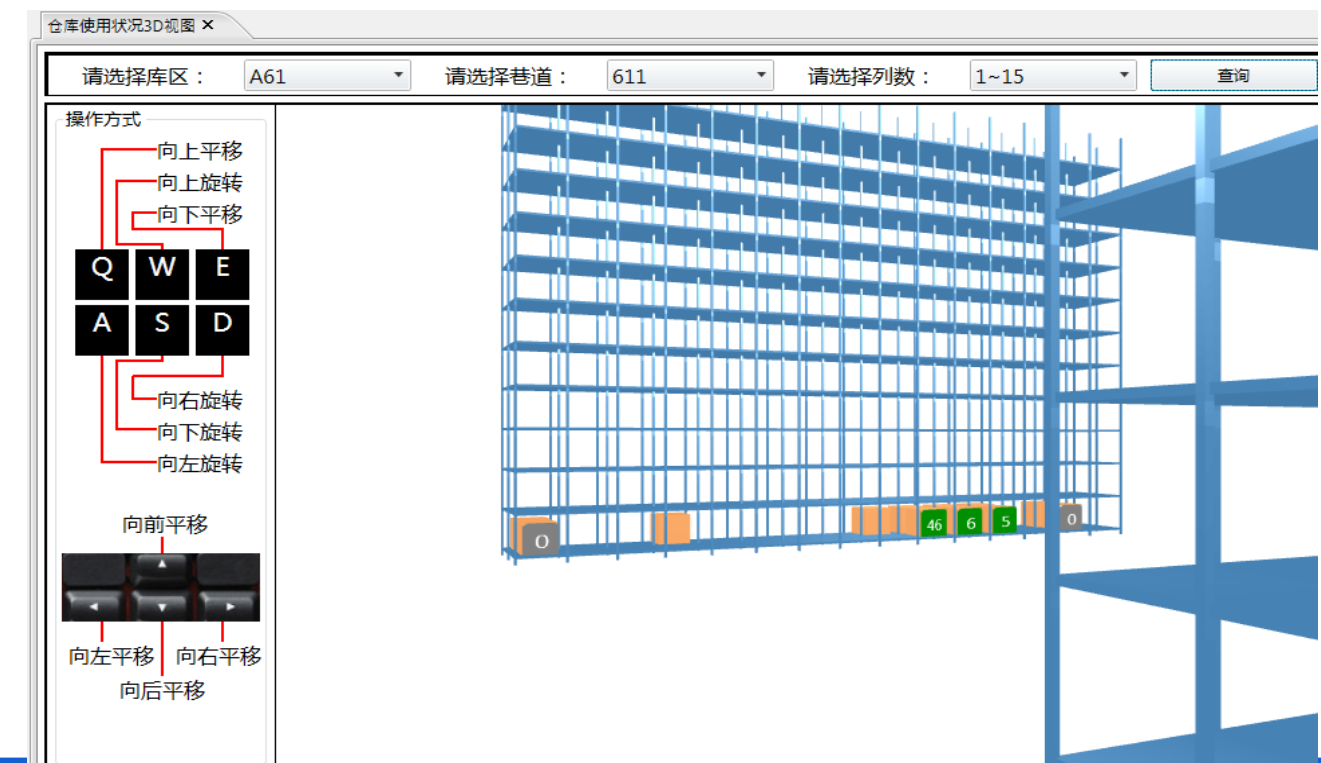 仓库使用状况3D视图 ×
请选择库区： A61 请选择巷道： 611 请选择列数： 1~15 查询
操作方式
向上平移
向上旋转
向下平移
Q W E
A S D
向右旋转
向下旋转
向左旋转
向前平移
向左平移 向右平移
向后平移
0 46 6 5 0